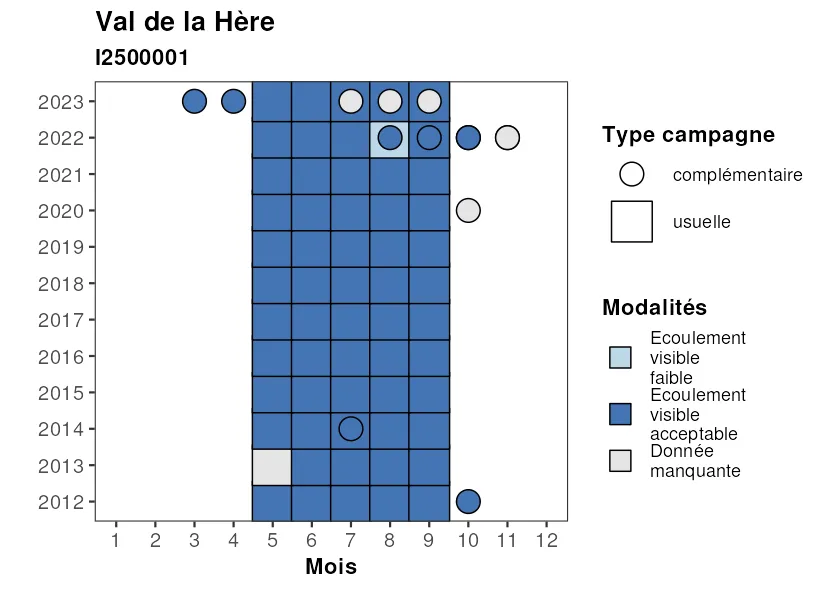 Val de la Hère
I2500001
2023
2022
2021
2020
2019
2018
2017
2016
2015
2014
2013
2012
1 2 3 4 5 6 7 8 9 10 11 12
Mois
Type campagne
complémentaire
usuelle
Modalités
Ecoulement
visible
faible
Ecoulement
visible
acceptable
Donnée
manquante